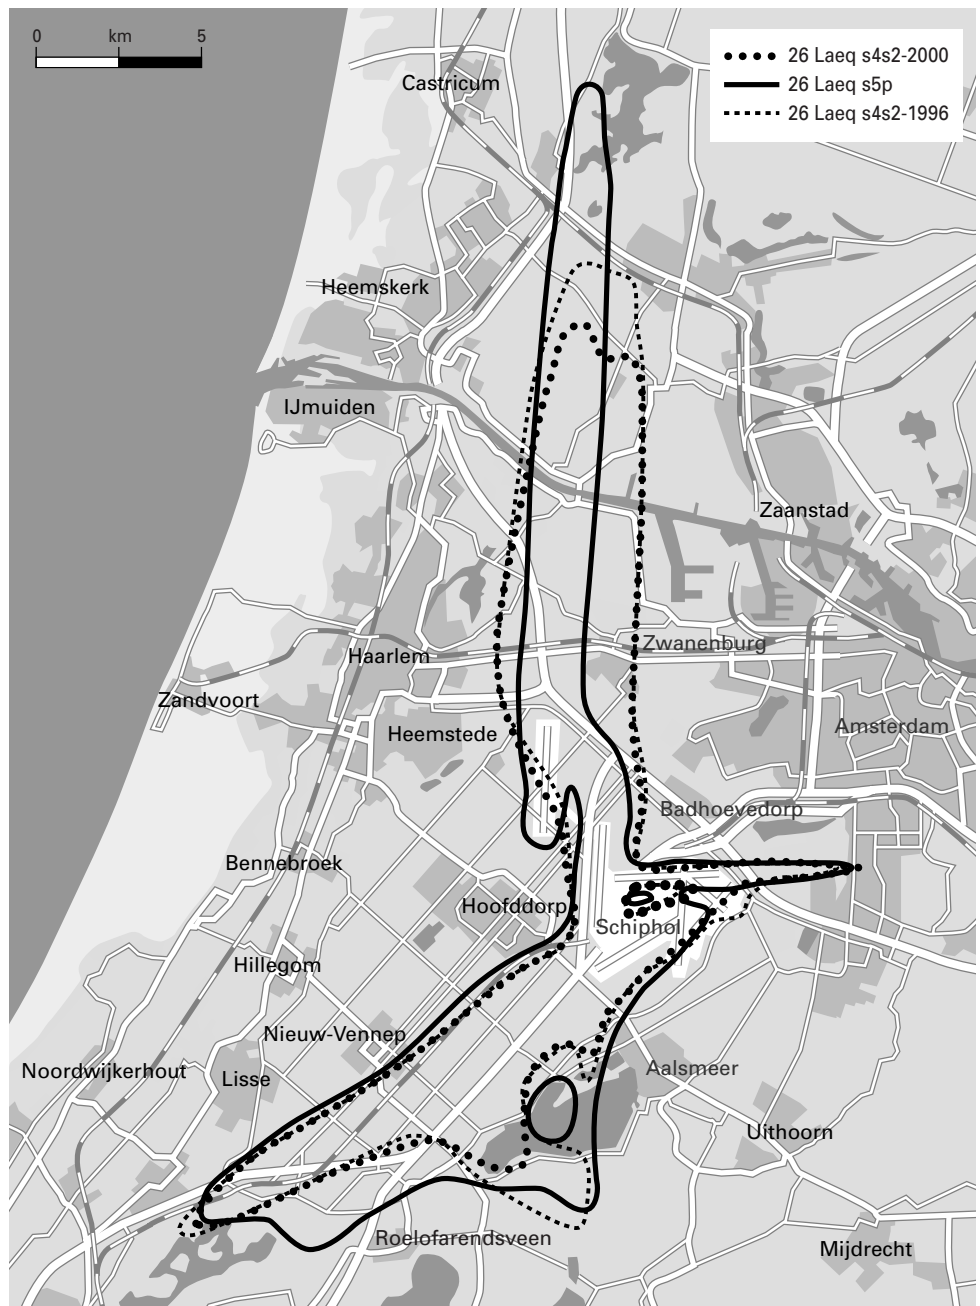 0 km 5
26 Laeq s4s2-2000
26 Laeq s5p
26 Laeq s4s2-1996
Castricum
Heemskerk
IJmuiden
Zaanstad
Zwanenburg
Haarlem
Zandvoort
Heemstede
Amsterdam
Badhoevedorp
Bennebroek
Hoofddorp
Schiphol
Hillegom
Nieuw-Vennep
Noordwijkerhout
Lisse
Aalsmeer
Uithoorn
Roelofarendsveen
Mijdrecht